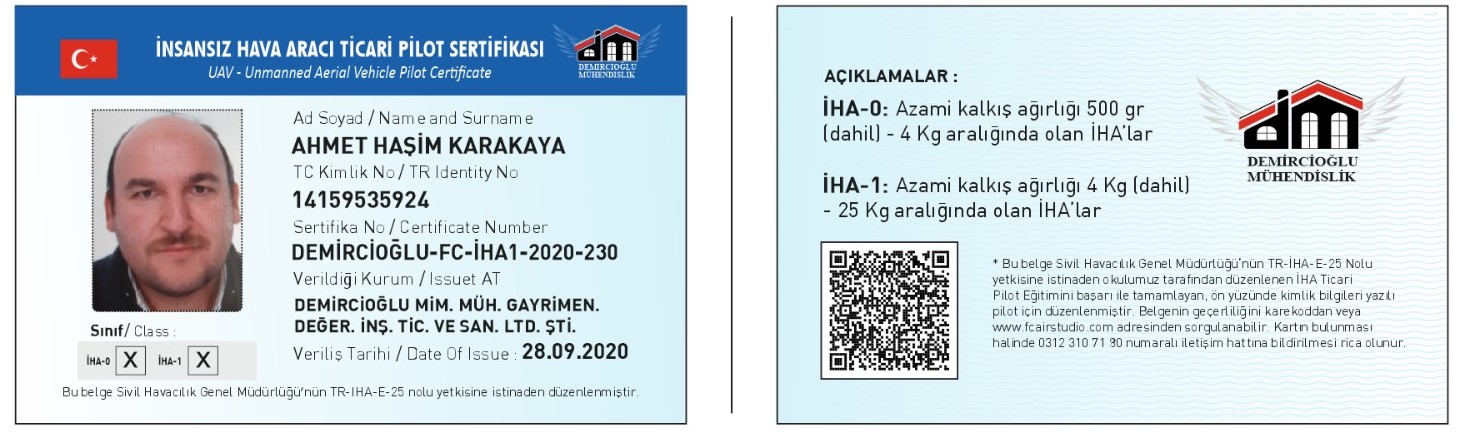 İNSANSIZ HAVA ARACI TİCARİ PİLOT SERTİFİKASI
UAV - Unmanned Aerial Vehicle Pilot Certificate
DEMİRCİOĞLU
MÜHENDİSLİK
Ad Soyad / Name and Surname
AHMET HAŞİM KARAKAYA
TC Kimlik No / TR Identity No
14159535924
Sertifika No / Certificate Number
DEMİRCİOĞLU-FC-İHA1-2020-230
Verildiği Kurum / Issuet AT
DEMİRCİOĞLU MİM. MÜH. GAYRİMEN.
DEĞER. İNŞ. TİC. VE SAN. LTD. ŞTİ.
Veriliş Tarihi / Date Of Issue : 28.09.2020
Sınıf/ Class :
İHA-0 X İHA-1 X
Bu belge Sivil Havacılık Genel Müdürlüğü'nün TR-IHA-E-25 nolu yetkisine istinaden düzenlenmiştir.
AÇIKLAMALAR :
İHA-0: Azami kalkış ağırlığı 500 gr
(dahil) - 4 Kg aralığında olan İHA'lar
İHA-1: Azami kalkış ağırlığı 4 Kg (dahil)
- 25 Kg aralığında olan İHA'lar
DEMİRCİOĞLU
MÜHENDİSLİK
* Bu belge Sivil Havacılık Genel Müdürlüğü'nün TR-İHA-E-25 Nolu
yetkisine istinaden okulumuz tarafından düzenlenen İHA Ticari
Pilot Eğitimini başarı ile tamamlayan, ön yüzünde kimlik bilgileri yazılı
pilot için düzenlenmiştir. Belgenin geçerliliğini karekoddan veya
www.fcairstudio.com adresinden sorgulanabilir. Kartın bulunması
halinde 0312 310 71 90 numaralı iletişim hattına bildirilmesi rica olunur.